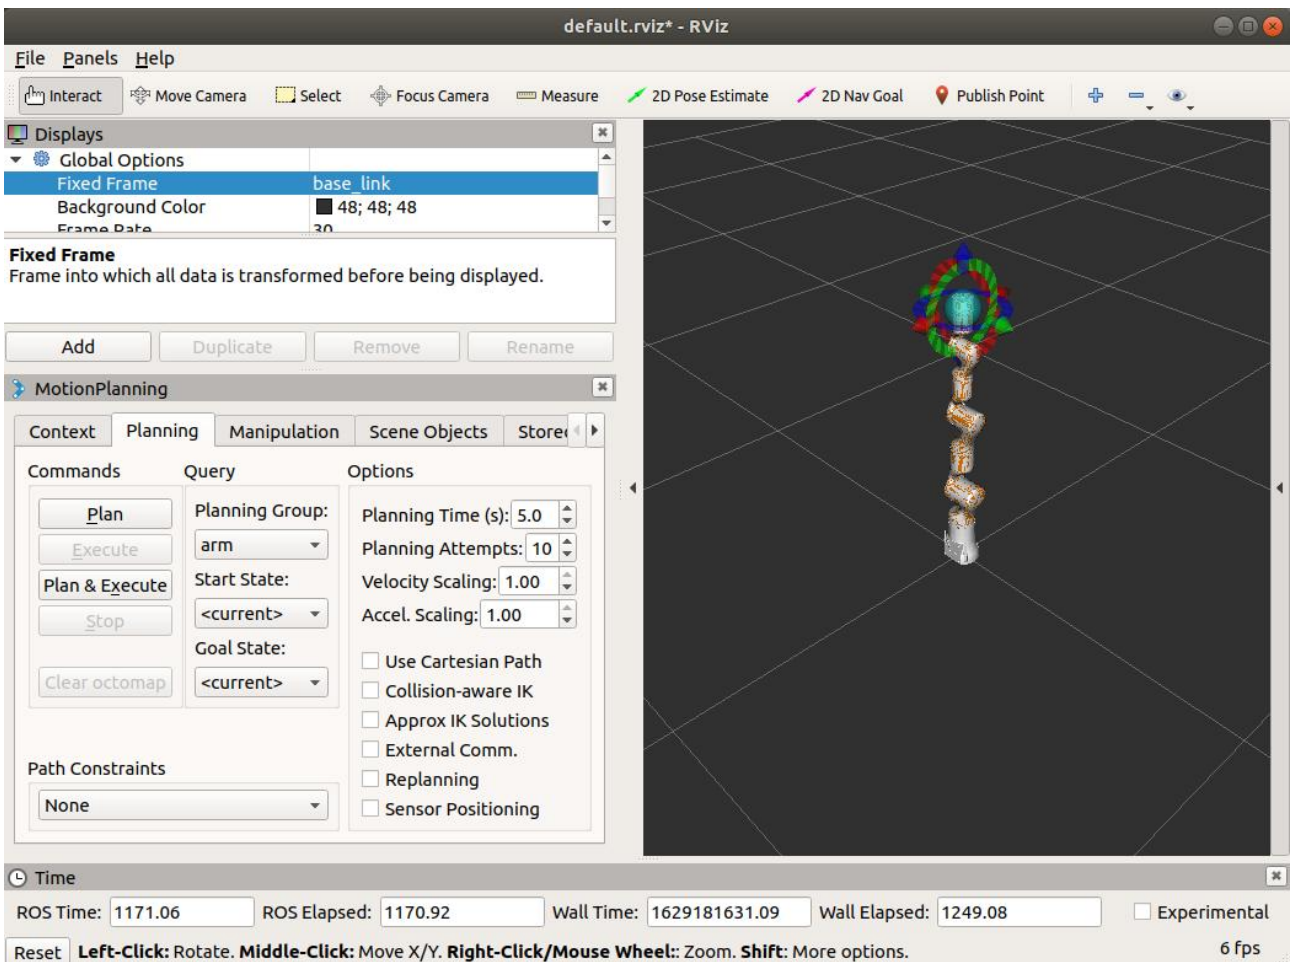 default.rviz* - RViz
File Panels Help
Interact Move Camera Select Focus Camera Measure 2D Pose Estimate 2D Nav Goal Publish Point
Displays
Global Options
Fixed Frame base_link
Background Color 48; 48; 48
Frame Rate 30
Fixed Frame
Frame into which all data is transformed before being displayed.
Add Duplicate Remove Rename
MotionPlanning
Context Planning Manipulation Scene Objects Stored
Commands Query Options
Plan
Execute
Plan & Execute
Stop
Clear octomap
Planning Group:
arm
Start State:
<current>
Goal State:
<current>
Planning Time (s): 5.0
Planning Attempts: 10
Velocity Scaling: 1.00
Accel. Scaling: 1.00
Use Cartesian Path
Collision-aware IK
Approx IK Solutions
External Comm.
Replanning
Sensor Positioning
Path Constraints
None
Time
ROS Time: 1171.06 ROS Elapsed: 1170.92 Wall Time: 1629181631.09 Wall Elapsed: 1249.08 Experimental
Reset Left-Click: Rotate. Middle-Click: Move X/Y. Right-Click/Mouse Wheel:: Zoom. Shift: More options. 6 fps